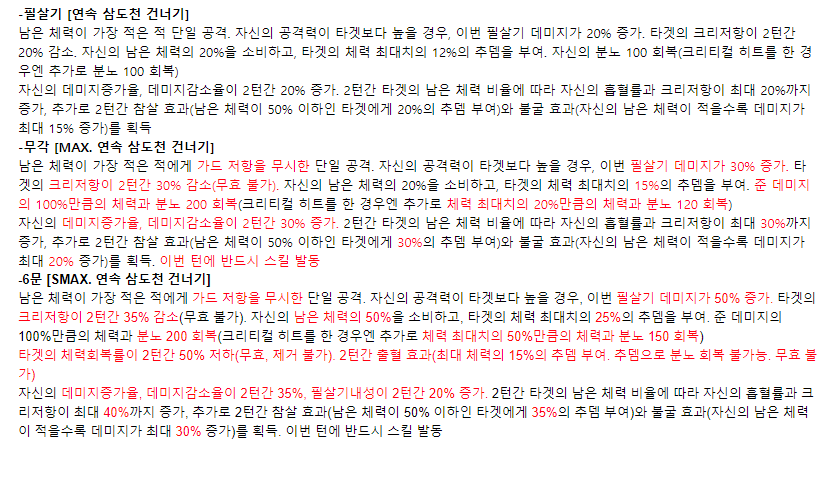 -필살기 [연속 삼도천 건너기]
남은 체력이 가장 적은 적 단일 공격. 자신의 공격력이 타겟보다 높을 경우, 이번 필살기 데미지가 20% 증가. 타겟의 크리저항이 2턴간
20% 감소. 자신의 남은 체력의 20%을 소비하고, 타겟의 체력 최대치의 12%의 추뎀을 부여. 자신의 분노 100 회복(크리티컬 히트를 한 경
우엔 추가로 분노 100 회복)
자신의 데미지증가율, 데미지감소율이 2턴간 20% 증가. 2턴간 타겟의 남은 체력 비율에 따라 자신의 흡혈률과 크리저항이 최대 20%까지
증가, 추가로 2턴간 참살 효과(남은 체력이 50% 이하인 타겟에게 20%의 추뎀 부여)와 불굴 효과(자신의 남은 체력이 적을수록 데미지가
최대 15% 증가)를 획득
-무각 [MAX. 연속 삼도천 건너기]
남은 체력이 가장 적은 적에게 가드 저항을 무시한 단일 공격. 자신의 공격력이 타겟보다 높을 경우, 이번 필살기 데미지가 30% 증가. 타
겟의 크리저항이 2턴간 30% 감소(무효 불가). 자신의 남은 체력의 20%을 소비하고, 타겟의 체력 최대치의 15%의 추뎀을 부여. 준 데미지
의 100%만큼의 체력과 분노 200 회복(크리티컬 히트를 한 경우엔 추가로 체력 최대치의 20%만큼의 체력과 분노 120 회복)
자신의 데미지증가율, 데미지감소율이 2턴간 30% 증가. 2턴간 타겟의 남은 체력 비율에 따라 자신의 흡혈률과 크리저항이 최대 30%까지
증가, 추가로 2턴간 참살 효과(남은 체력이 50% 이하인 타겟에게 30%의 추뎀 부여)와 불굴 효과(자신의 남은 체력이 적을수록 데미지가
최대 20% 증가)를 획득. 이번 턴에 반드시 스킬 발동
-6문 [SMAX. 연속 삼도천 건너기]
남은 체력이 가장 적은 적에게 가드 저항을 무시한 단일 공격. 자신의 공격력이 타겟보다 높을 경우, 이번 필살기 데미지가 50% 증가. 타겟의
크리저항이 2턴간 35% 감소(무효 불가). 자신의 남은 체력의 50%을 소비하고, 타겟의 체력 최대치의 25%의 추뎀을 부여. 준 데미지의
100%만큼의 체력과 분노 200 회복(크리티컬 히트를 한 경우엔 추가로 체력 최대치의 50%만큼의 체력과 분노 150 회복)
타겟의 체력회복률이 2턴간 50% 저하(무효, 제거 불가). 2턴간 출혈 효과(최대 체력의 15%의 추뎀 부여. 추뎀으로 분노 회복 불가능. 무효 불
가)
자신의 데미지증가율, 데미지감소율이 2턴간 35%, 필살기내성이 2턴간 20% 증가. 2턴간 타겟의 남은 체력 비율에 따라 자신의 흡혈률과 크
리저항이 최대 40%까지 증가, 추가로 2턴간 참살 효과(남은 체력이 50% 이하인 타겟에게 35%의 추뎀 부여)와 불굴 효과(자신의 남은 체력
이 적을수록 데미지가 최대 30% 증가)를 획득. 이번 턴에 반드시 스킬 발동